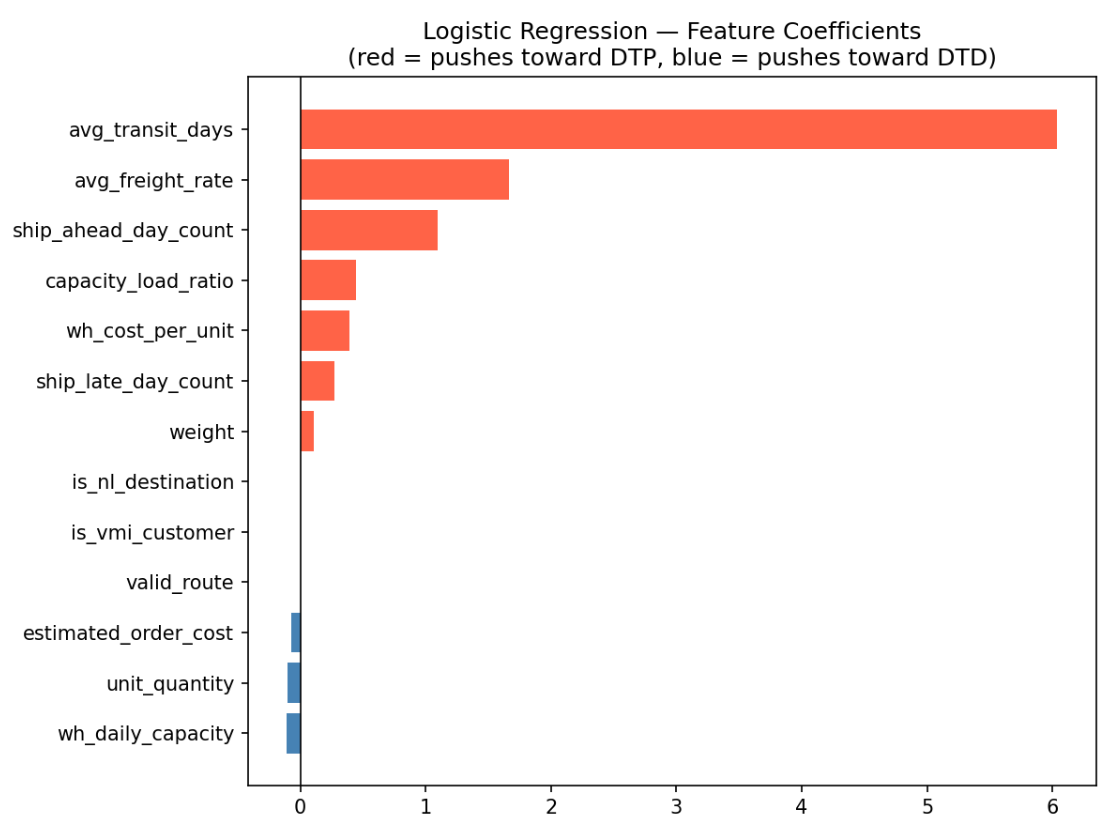 Logistic Regression — Feature Coefficients
(red = pushes toward DTP, blue = pushes toward DTD)
avg_transit_days
avg_freight_rate
ship_ahead_day_count
capacity_load_ratio
wh_cost_per_unit
ship_late_day_count
weight
is_nl_destination
is_vmi_customer
valid_route
estimated_order_cost
unit_quantity
wh_daily_capacity
0 1 2 3 4 5 6